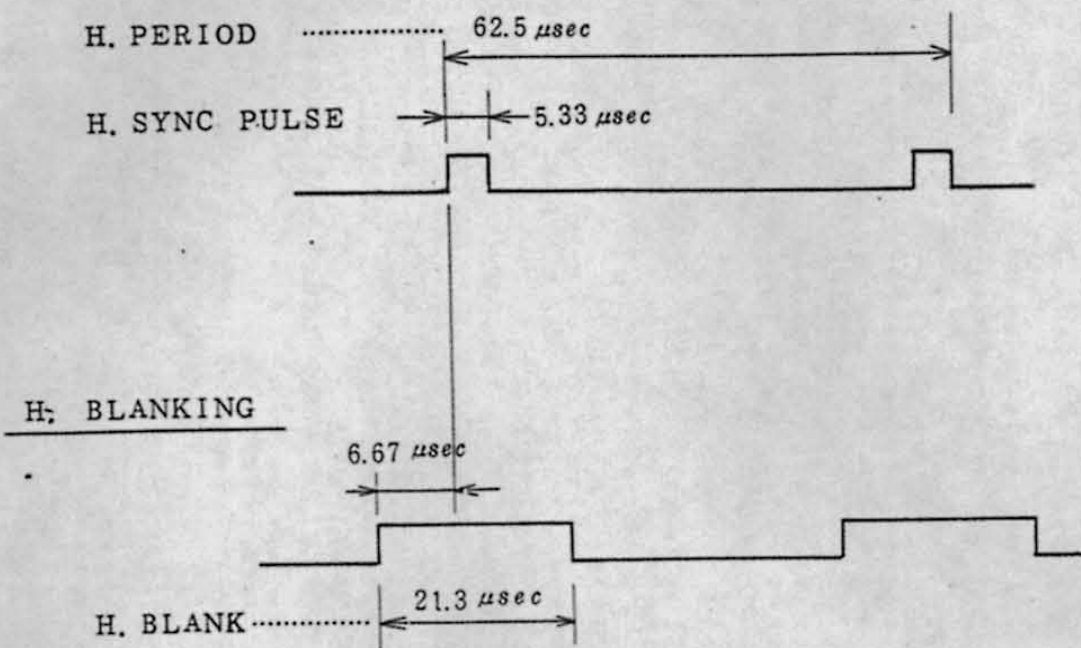 H. PERIOD ................ 62.5 μsec
H. SYNC PULSE 5.33 μsec
H. BLANKING
6.67 μsec
21.3 μsec
H. BLANK .............